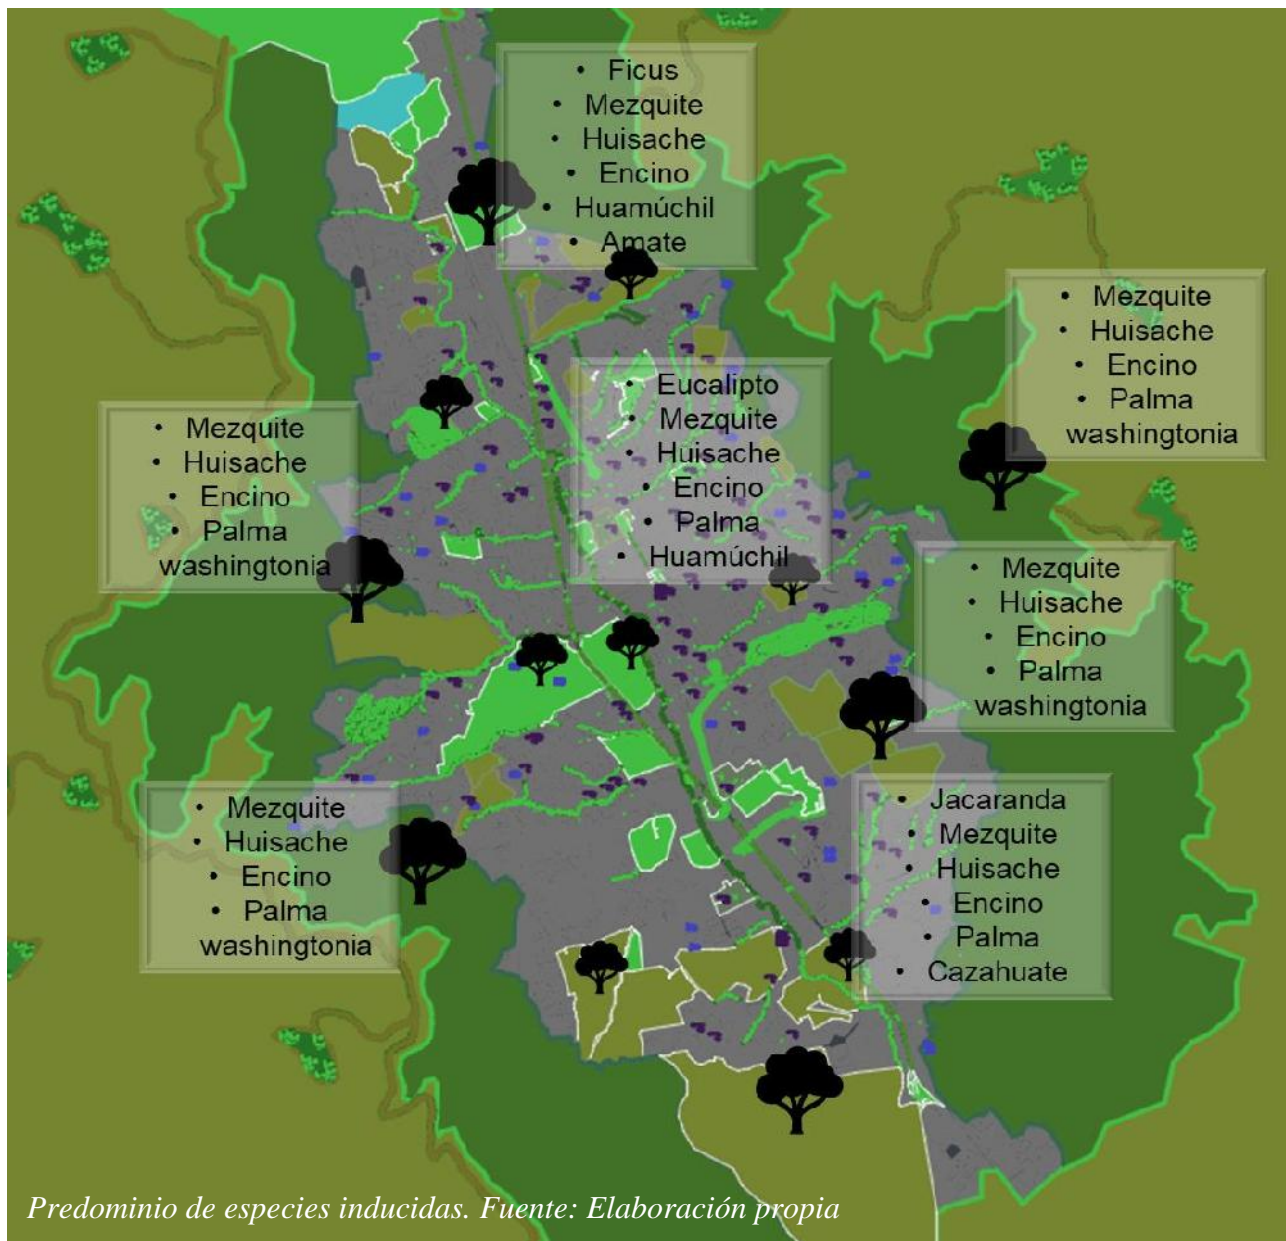 • Ficus
• Mezquite
• Huisache
• Encino
• Huamúchil
• Amate
• Mezquite
• Huisache
• Encino
• Palma
washingtonia
• Eucalipto
• Mezquite
• Huisache
• Encino
• Palma
• Huamúchil
• Mezquite
• Huisache
• Encino
• Palma
washingtonia
• Mezquite
• Huisache
• Encino
• Palma
washingtonia
• Jacaranda
• Mezquite
• Huisache
• Encino
• Palma
• Cazahuate
• Mezquite
• Huisache
• Encino
• Palma
washingtonia
Predominio de especies inducidas. Fuente: Elaboración propia